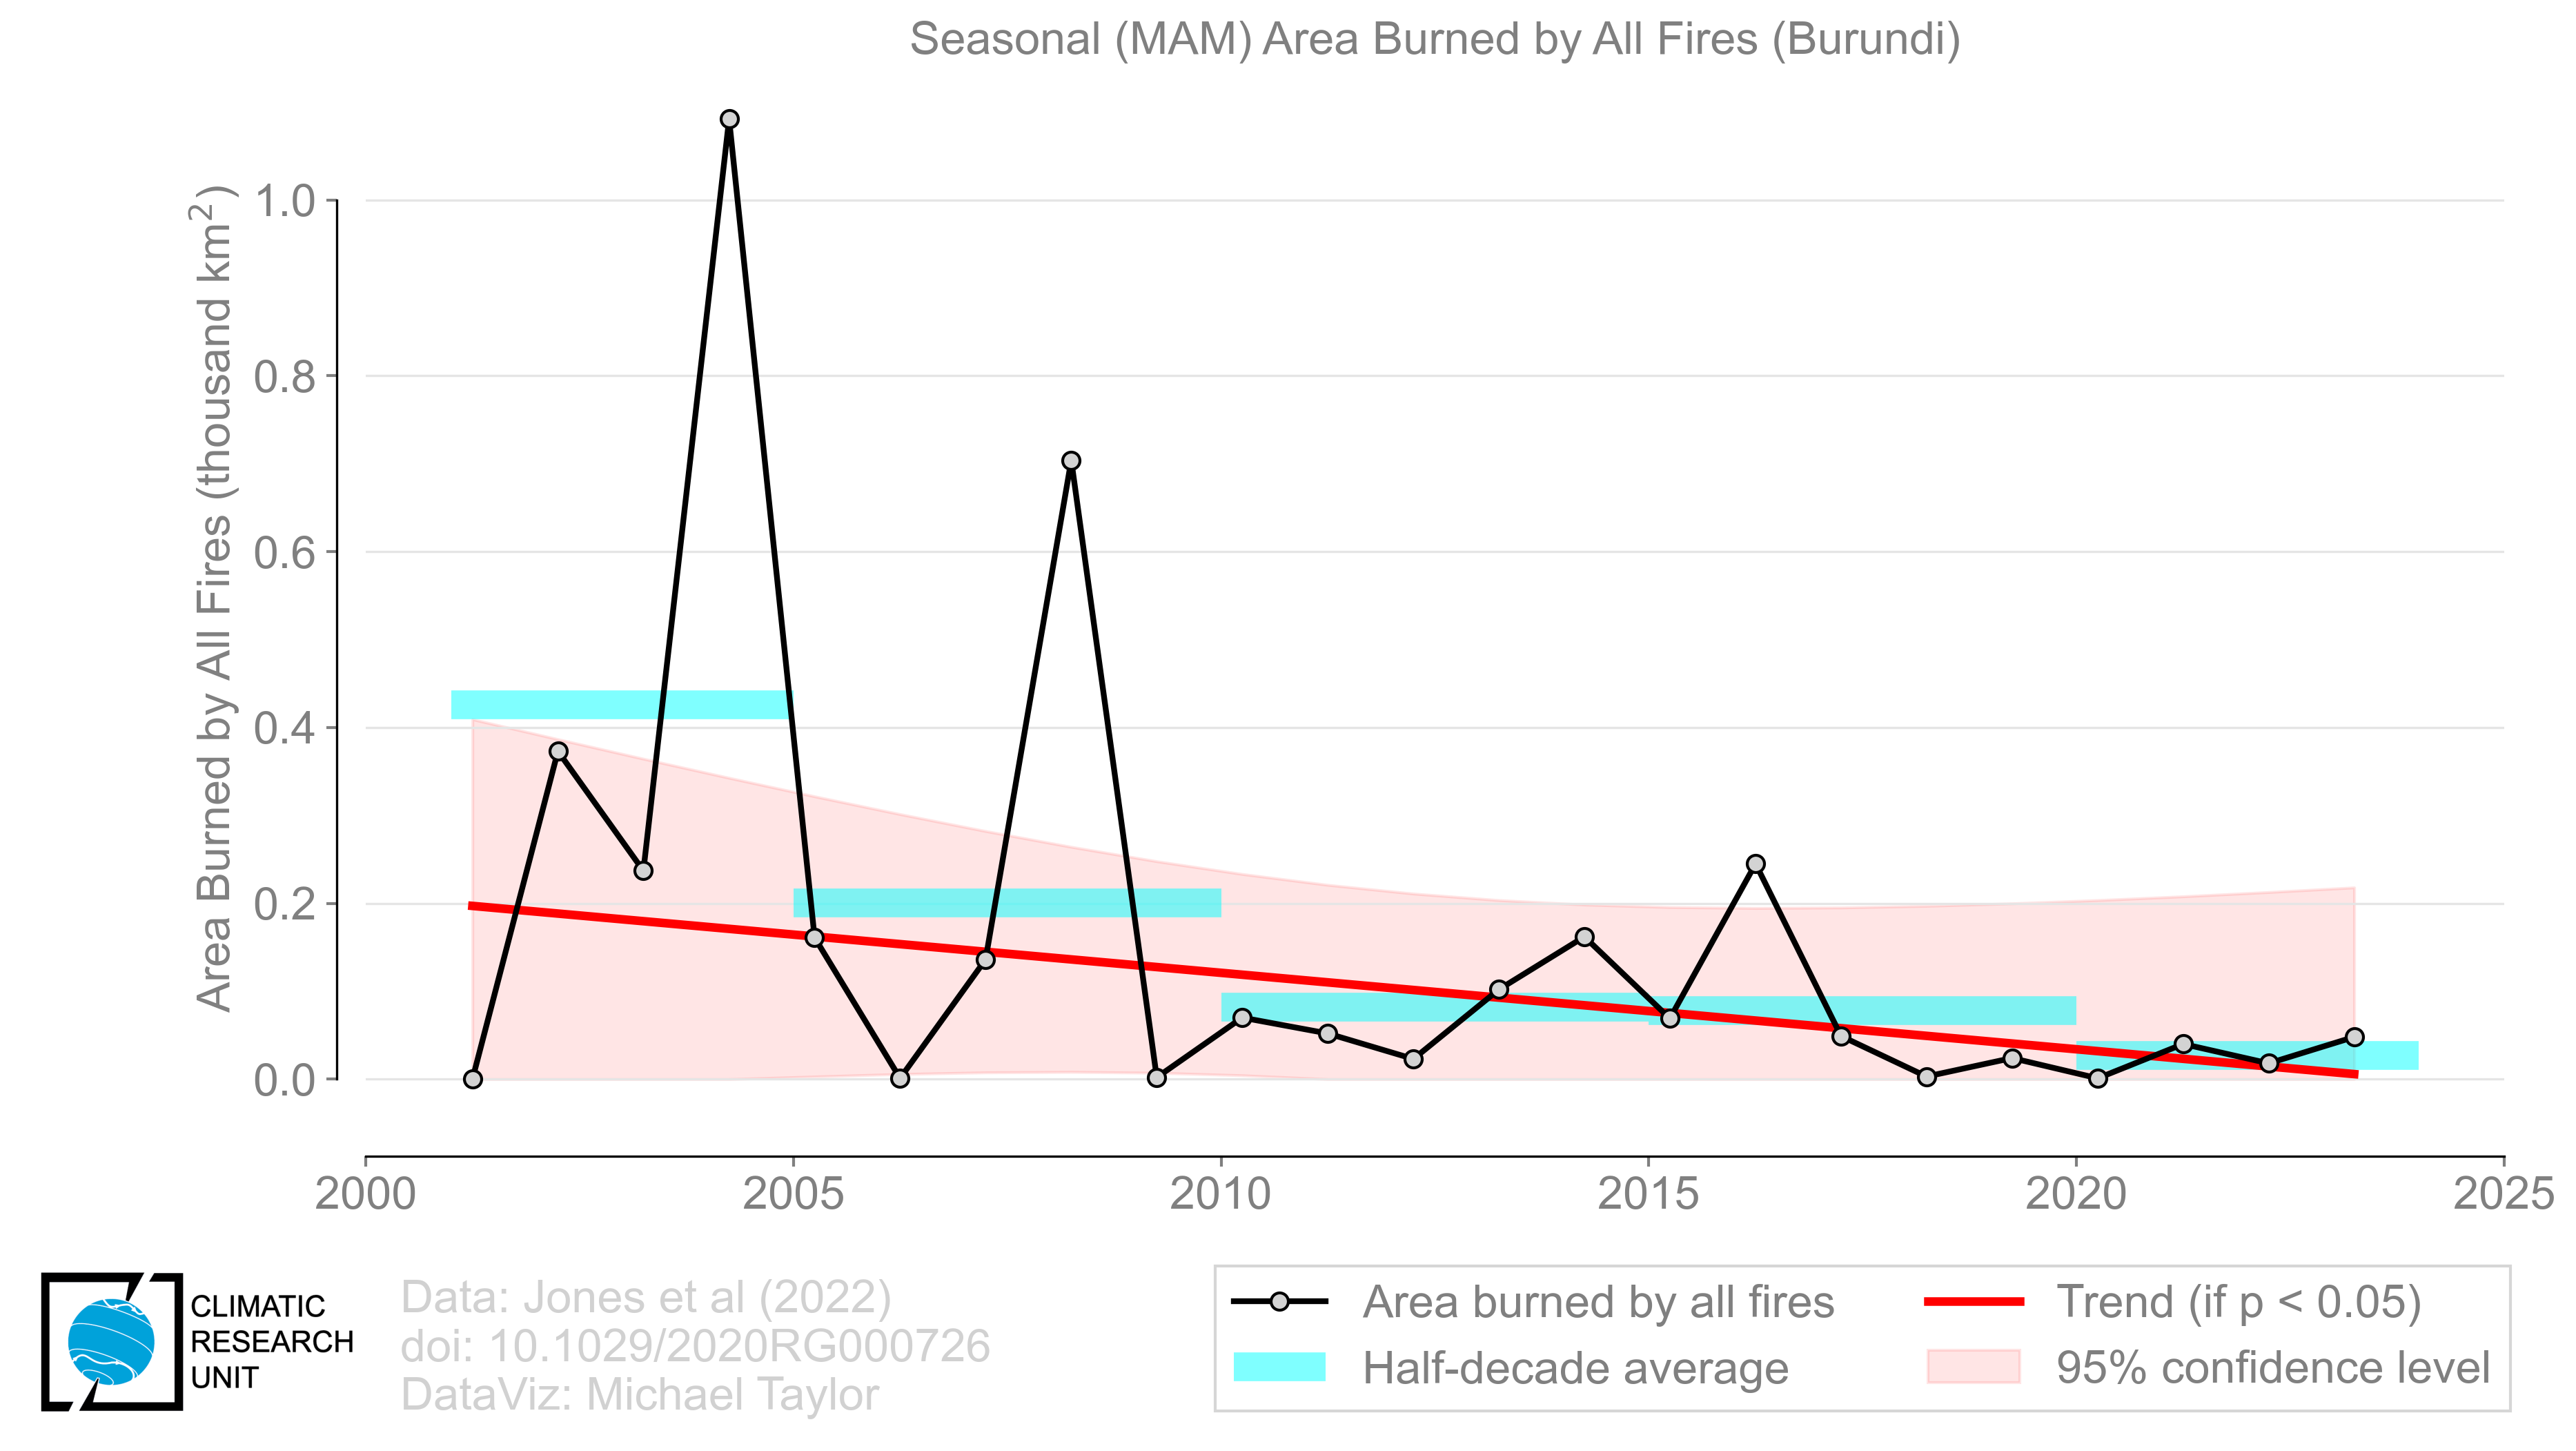 Seasonal (MAM) Area Burned by All Fires (Burundi)
Area Burned by All Fires (thousand km²)
1.0
0.8
0.6
0.4
0.2
0.0
2000
2005
2010
2015
2020
2025
CLIMATIC
RESEARCH
UNIT
Data: Jones et al (2022)
doi: 10.1029/2020RG000726
DataViz: Michael Taylor
Area burned by all fires
Half-decade average
Trend (if p < 0.05)
95% confidence level